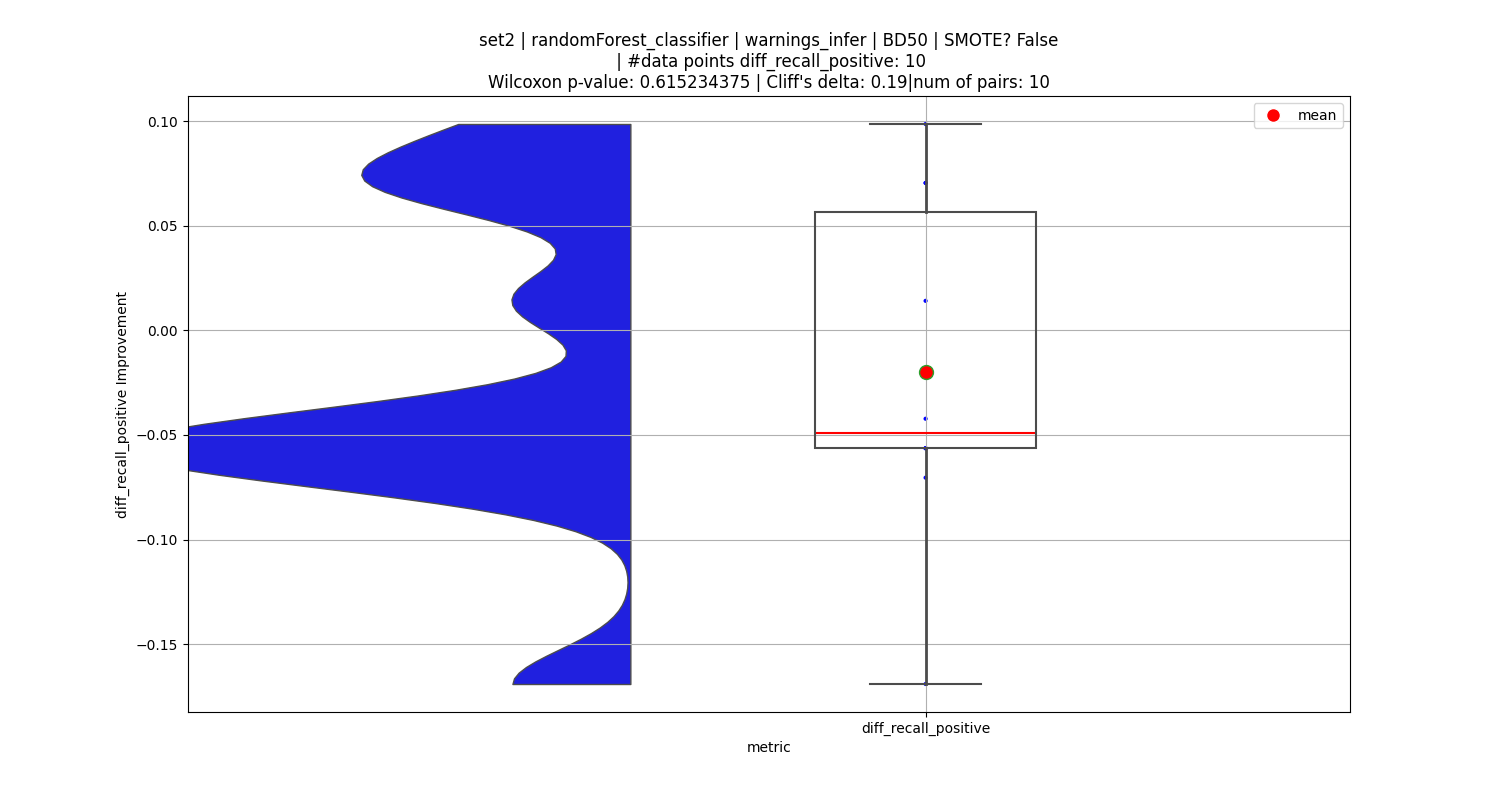 set2 | randomForest_classifier | warnings_infer | BD50 | SMOTE? False
| #data points diff_recall_positive: 10
Wilcoxon p-value: 0.615234375 | Cliff's delta: 0.19|num of pairs: 10
mean
0.10
0.05
0.00
−0.05
−0.10
−0.15
diff_recall_positive Improvement
diff_recall_positive
metric